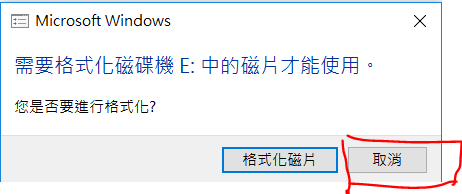 Microsoft Windows
需要格式化磁碟機 E: 中的磁片才能使用。
您是否要進行格式化?
格式化磁片
取消